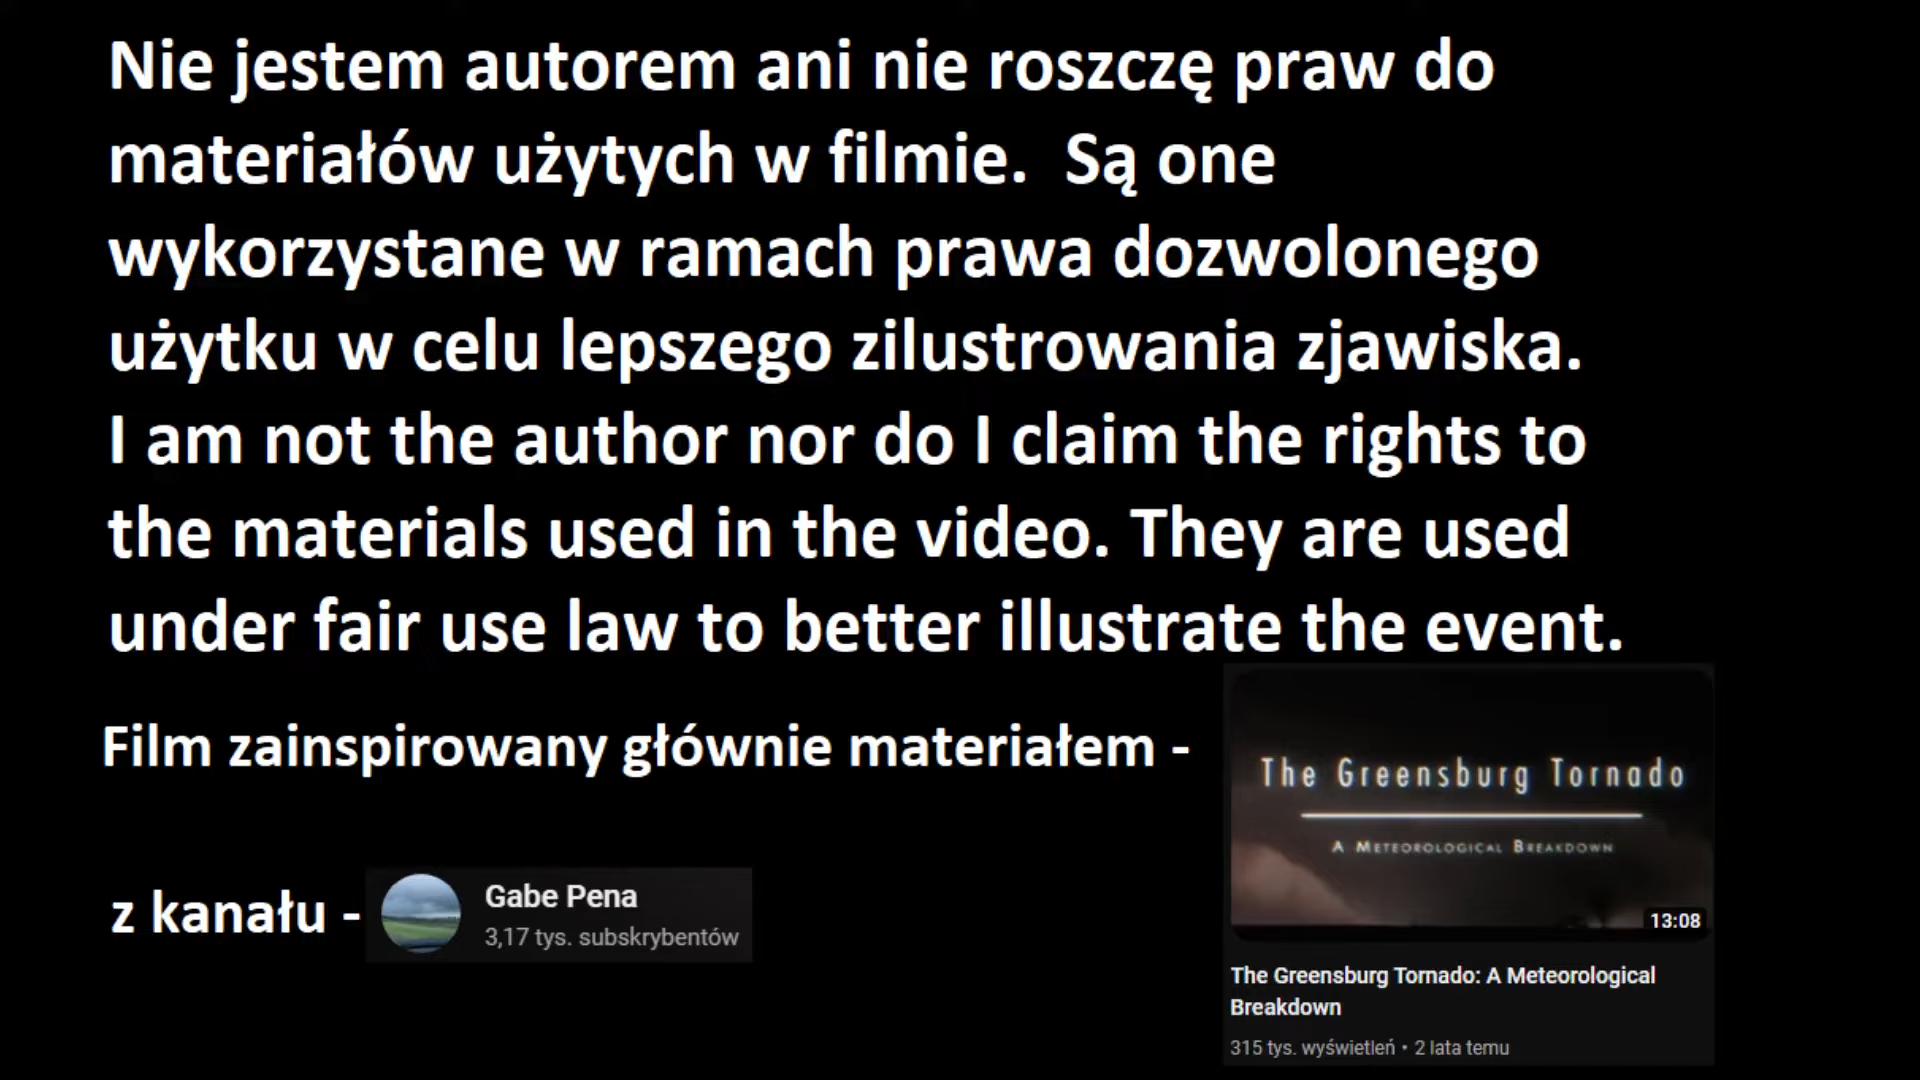 Nie jestem autorem ani nie roszczę praw do
materiałów użytych w filmie.  Są one
wykorzystane w ramach prawa dozwolonego
użytku w celu lepszego zilustrowania zjawiska.
I am not the author nor do I claim the rights to
the materials used in the video. They are used
under fair use law to better illustrate the event.
Film zainspirowany głównie materiałem -
The Greensburg Tornado
A Meteorological Breakdown
13:08
The Greensburg Tornado: A Meteorological
Breakdown
315 tys. wyświetleń • 2 lata temu
z kanału -
Gabe Pena
3,17 tys. subskrybentów